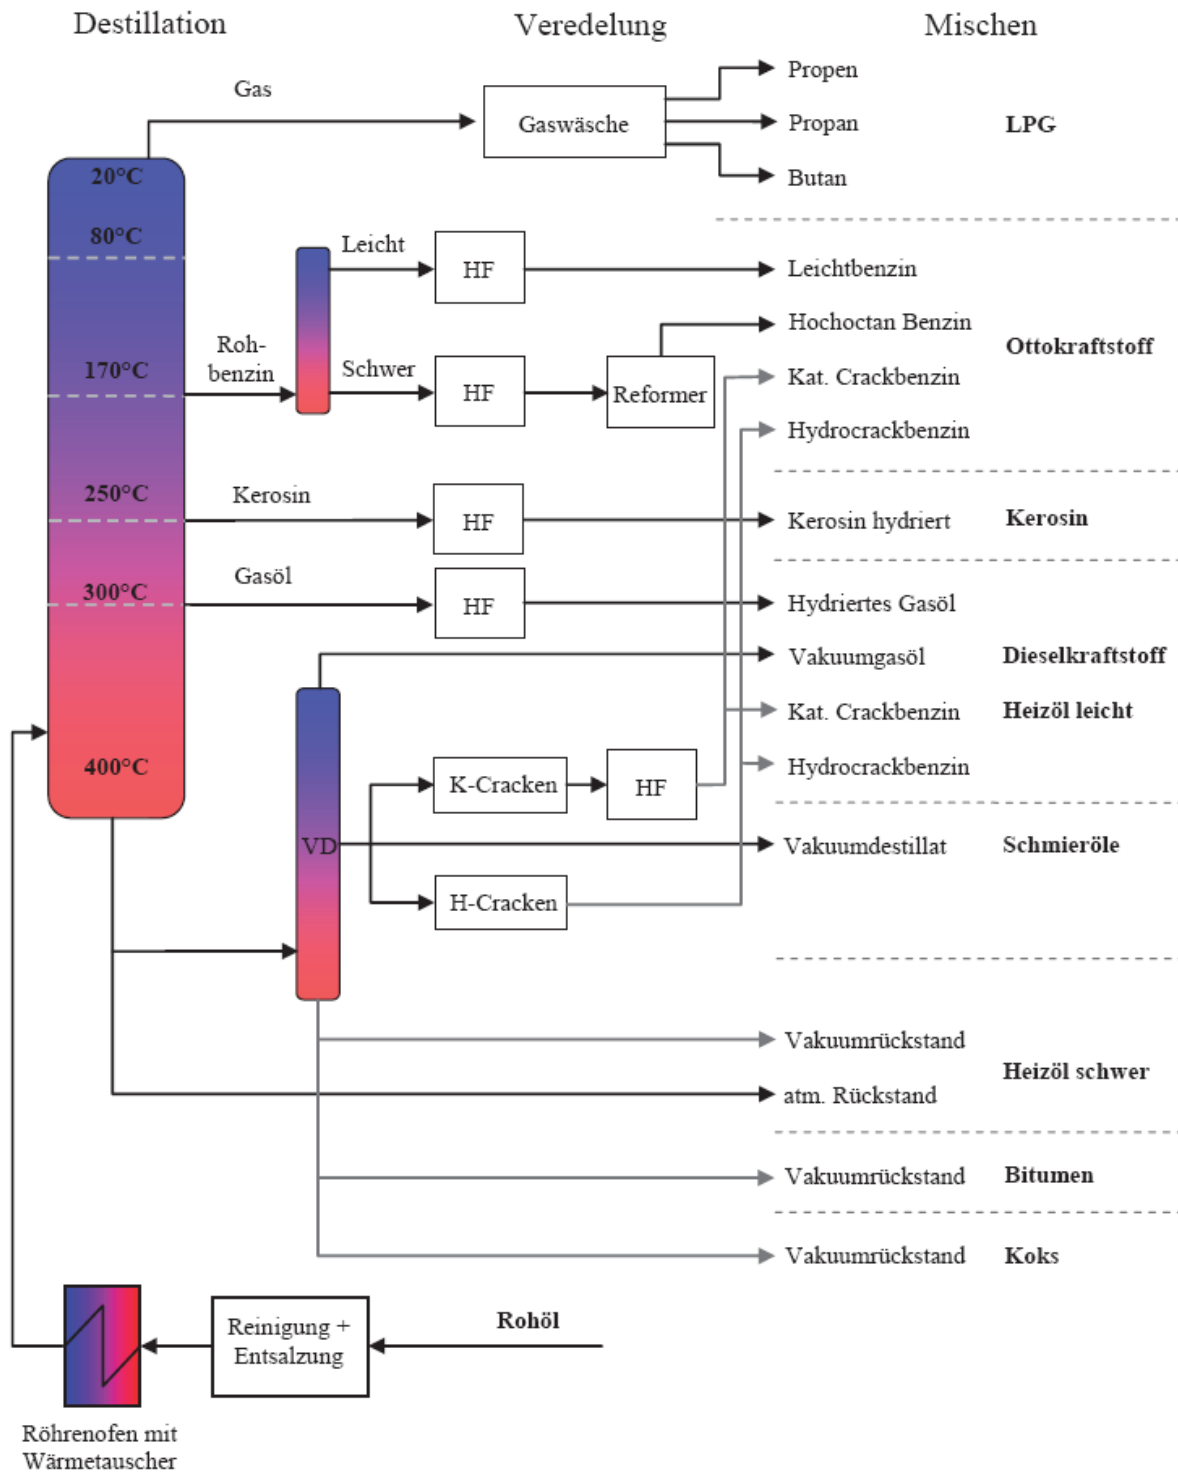 Destillation
Veredelung
Mischen
Gas
Gaswäsche
Propen
Propan
LPG
Butan
20°C
80°C
170°C
250°C
300°C
400°C
Leicht
HF
Leichtbenzin
Roh-
benzin
Schwer
HF
Reformer
Hochoctan Benzin
Ottokraftstoff
Kat. Crackbenzin
Hydrocrackbenzin
Kerosin
HF
Kerosin hydriert
Kerosin
Gasöl
HF
Hydriertes Gasöl
Vakuumgasöl
Dieselkraftstoff
Kat. Crackbenzin
Heizöl leicht
Hydrocrackbenzin
VD
K-Cracken
HF
Vakuumdestillat
Schmieröle
H-Cracken
Vakuumrückstand
Heizöl schwer
atm. Rückstand
Vakuumrückstand
Bitumen
Vakuumrückstand
Koks
Rohöl
Reinigung +
Entsalzung
Röhrenofen mit
Wärmetauscher